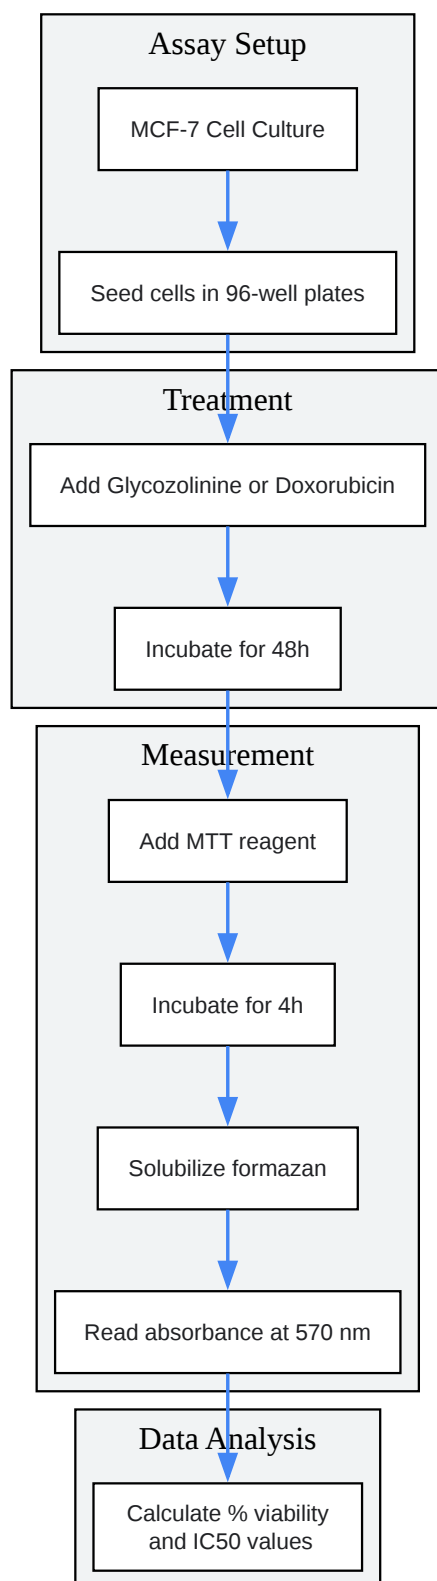 Assay Setup
MCF-7 Cell Culture
Seed cells in 96-well plates
Treatment
Add Glycozolinine or Doxorubicin
Incubate for 48h
Measurement
Add MTT reagent
Incubate for 4h
Solubilize formazan
Read absorbance at 570 nm
Data Analysis
Calculate % viability
and IC50 values